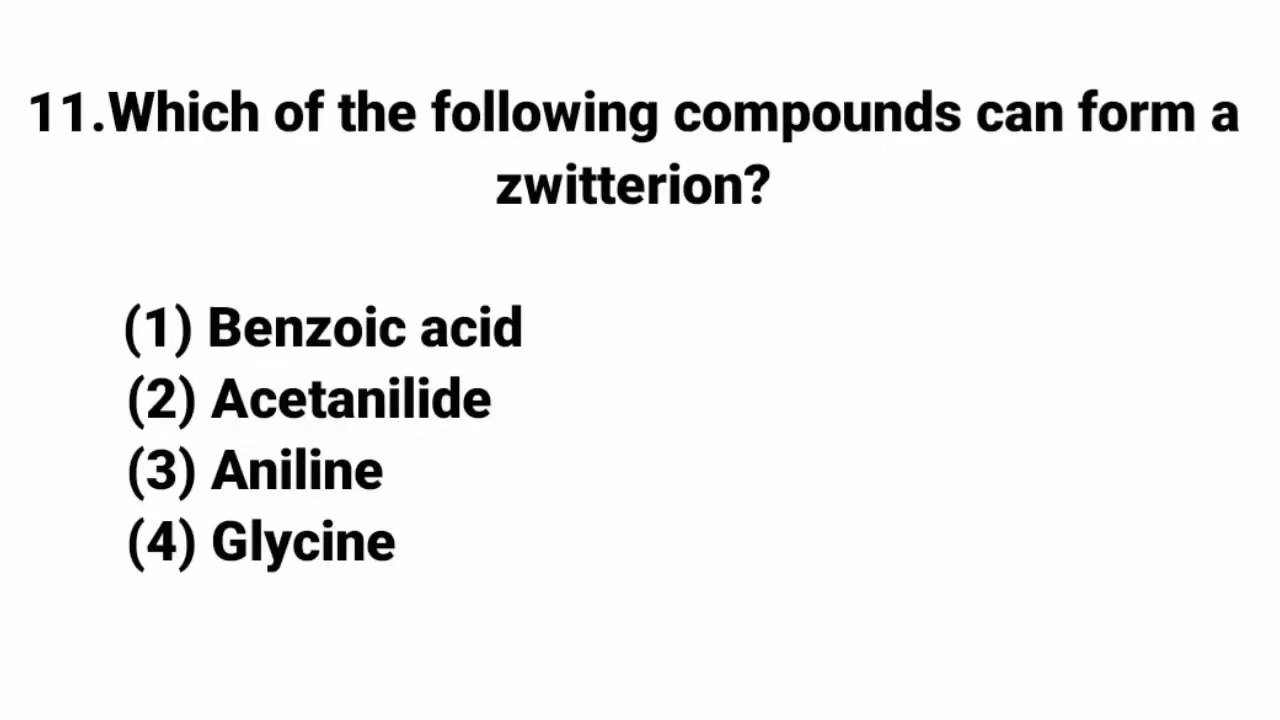 11.Which of the following compounds can form a
zwitterion?
(1) Benzoic acid
(2) Acetanilide
(3) Aniline
(4) Glycine